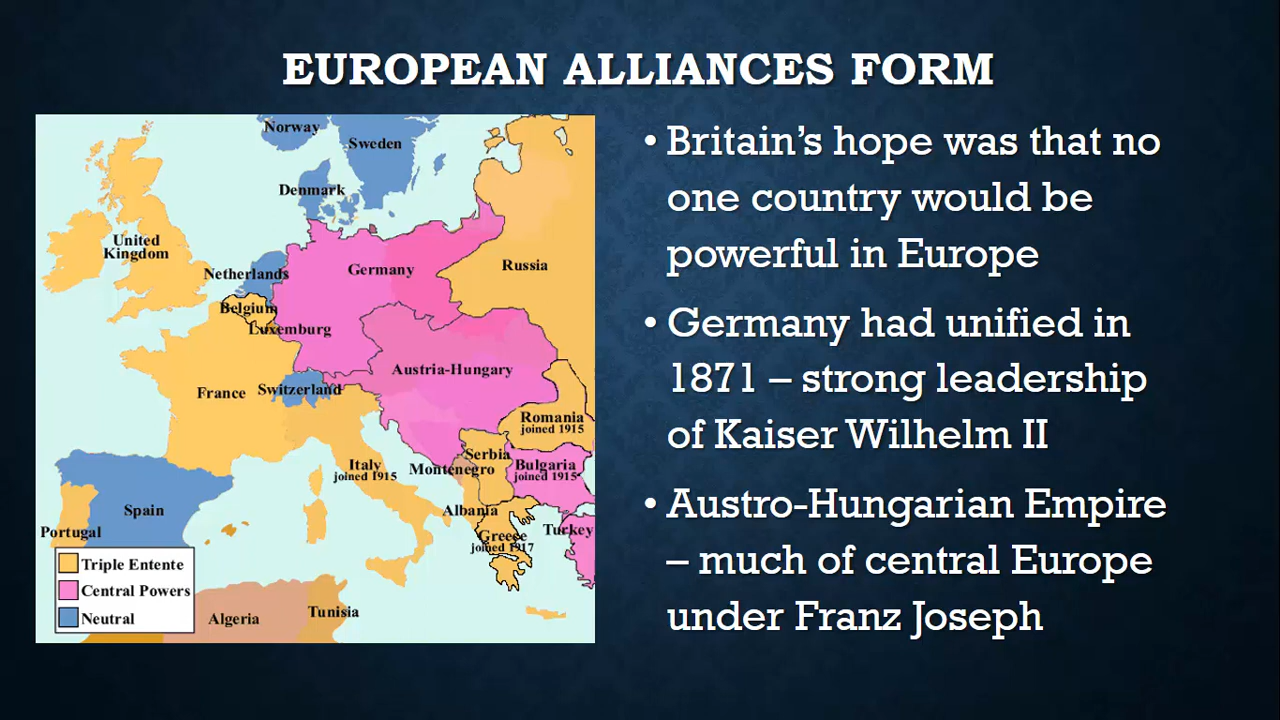 EUROPEAN ALLIANCES FORM
Norway
Sweden
Denmark
United
Kingdom
Netherlands
Germany
Russia
Belgium
Luxemburg
Austria-Hungary
France
Switzerland
Romania
joined 1915
Serbia
Italy
joined 1915
Montenegro
Bulgaria
joined 1915
Spain
Albania
Portugal
Greece
joined 1917
Turkey
Triple Entente
Central Powers
Neutral
Algeria
Tunisia
• Britain's hope was that no
one country would be
powerful in Europe
• Germany had unified in
1871 – strong leadership
of Kaiser Wilhelm II
• Austro-Hungarian Empire
– much of central Europe
under Franz Joseph